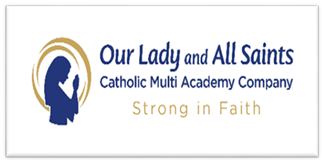 Our Lady and All Saints
Catholic Multi Academy Company
Strong in Faith